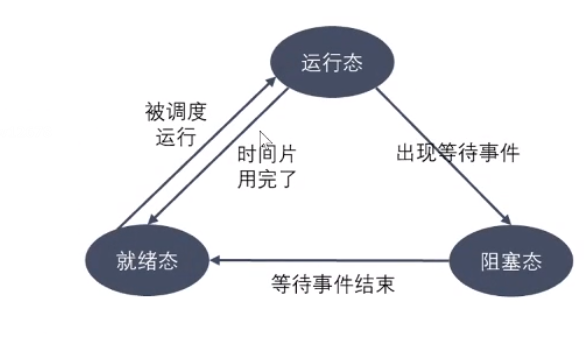 运行态
被调度
运行
时间片
用完了
出现等待事件
就绪态
阻塞态
等待事件结束